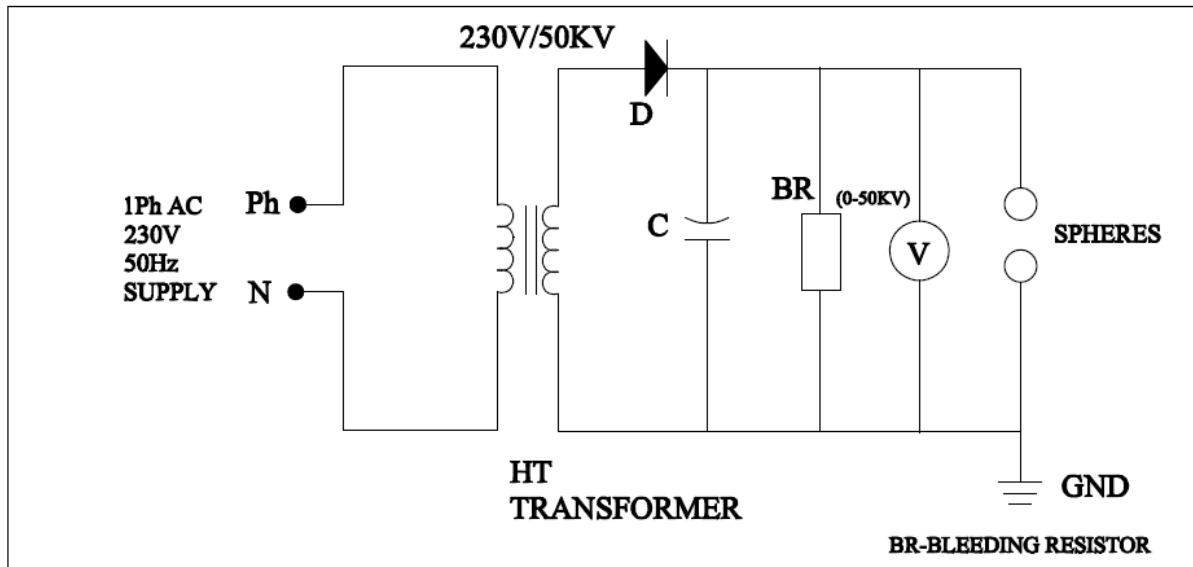 230V/50KV
D
1Ph AC
230V
50Hz
SUPPLY
Ph
N
C
BR
(0-50KV)
V
SPHERES
HT
TRANSFORMER
GND
BR-BLEEDING RESISTOR